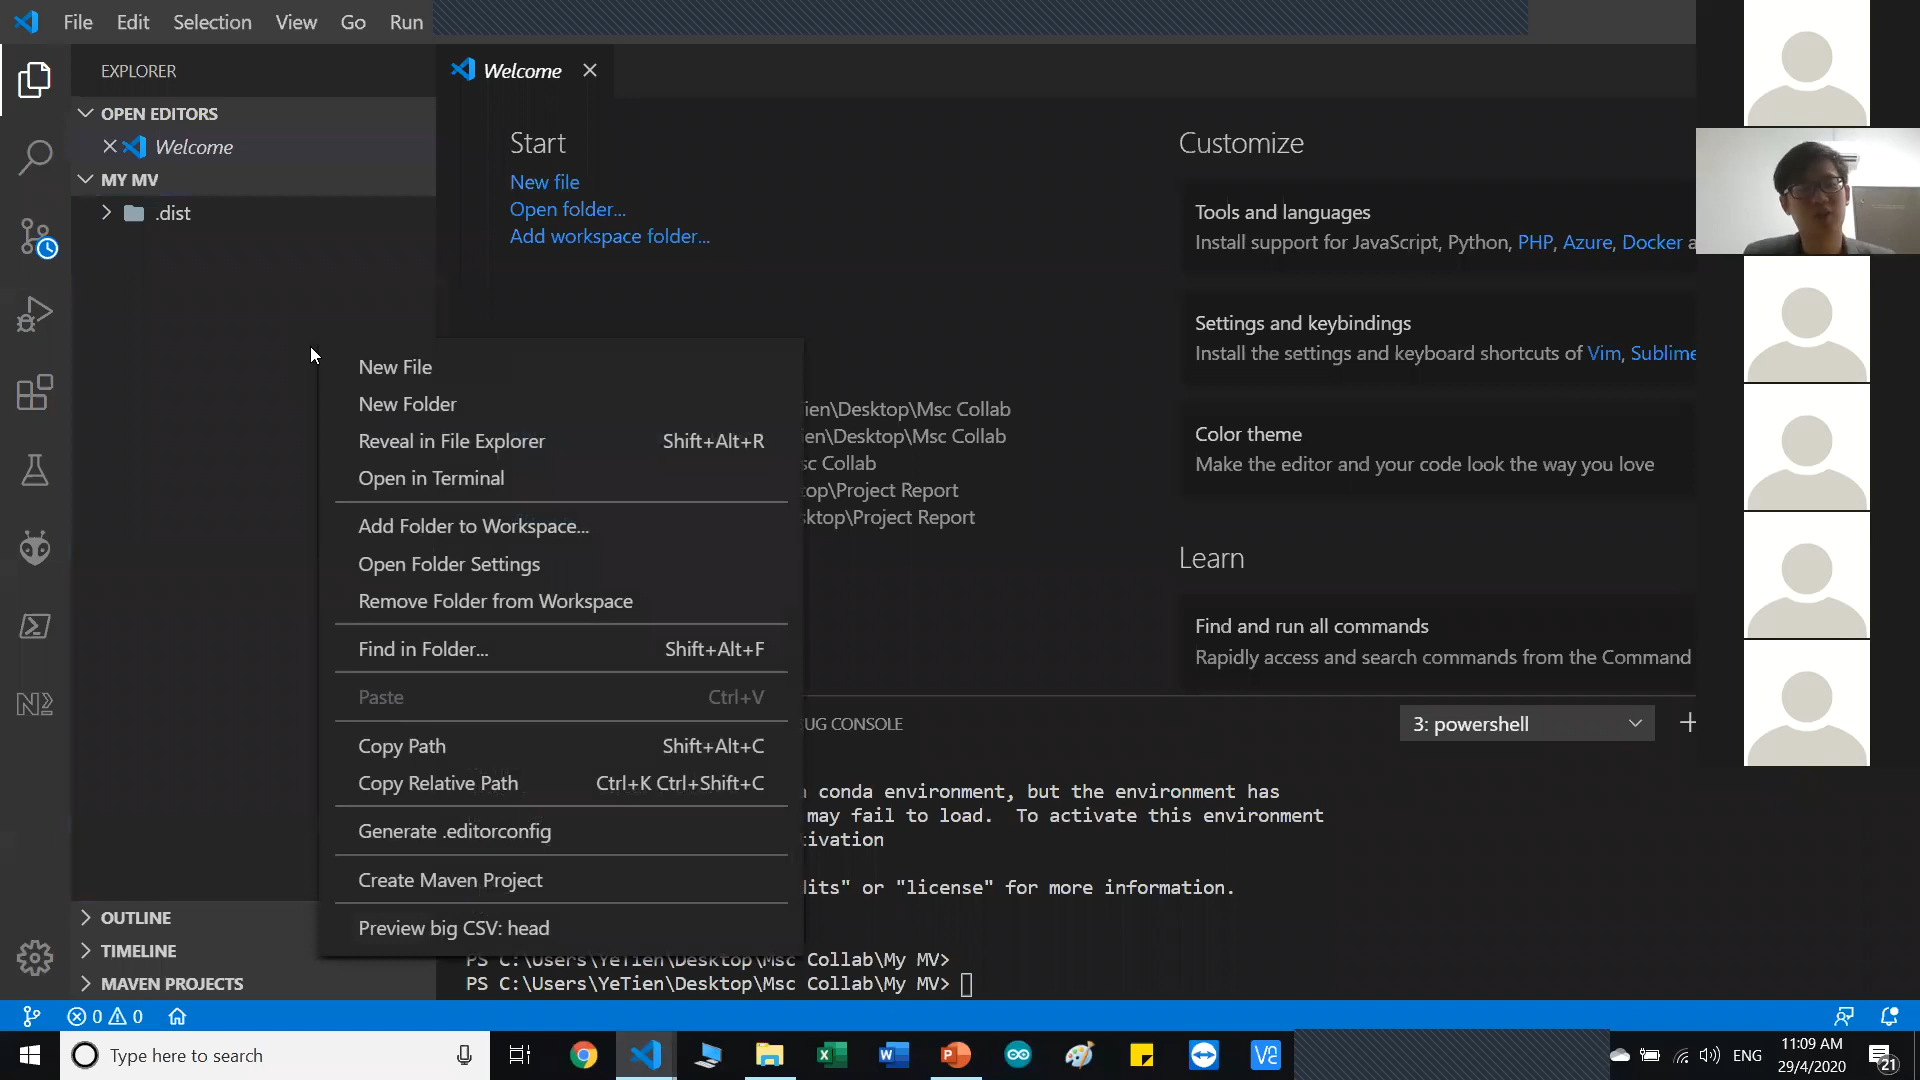 File Edit Selection View Go Run
EXPLORER
OPEN EDITORS
Welcome
MY MV
.dist
Welcome
Start
New file
Open folder...
Add workspace folder...
Customize
Tools and languages
Install support for JavaScript, Python, PHP, Azure, Docker a
Settings and keybindings
Install the settings and keyboard shortcuts of Vim, Sublime
Color theme
Make the editor and your code look the way you love
Learn
Find and run all commands
Rapidly access and search commands from the Command
ien\Desktop\Msc Collab
en\Desktop\Msc Collab
sc Collab
top\Project Report
sktop\Project Report
New File
New Folder
Reveal in File Explorer Shift+Alt+R
Open in Terminal
Add Folder to Workspace...
Open Folder Settings
Remove Folder from Workspace
Find in Folder... Shift+Alt+F
Paste Ctrl+V
Copy Path Shift+Alt+C
Copy Relative Path Ctrl+K Ctrl+Shift+C
Generate .editorconfig
Create Maven Project
Preview big CSV: head
UG CONSOLE
3: powershell
conda environment, but the environment has
may fail to load. To activate this environment
ivation
dits" or "license" for more information.
PS C:\Users\YeTien\Desktop\Msc Collab\My MV>
PS C:\Users\YeTien\Desktop\Msc Collab\My MV>
OUTLINE
TIMELINE
MAVEN PROJECTS
0 0
Type here to search
ENG
11:09 AM
29/4/2020
21